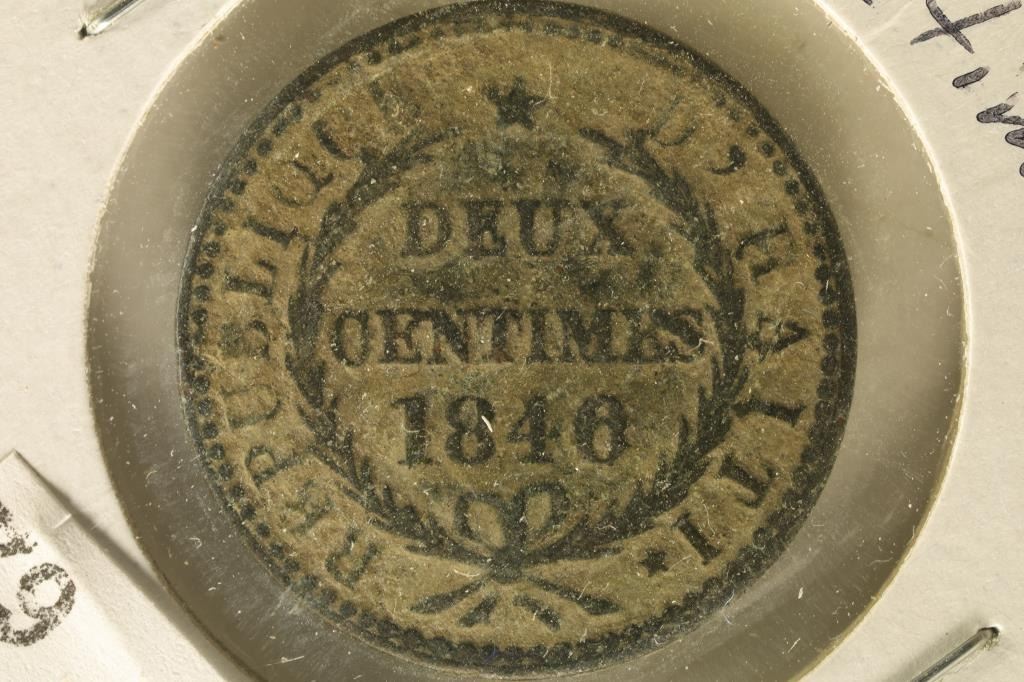 REPUBLIQUE D'HAITI
DEUX
CENTIMES
1846